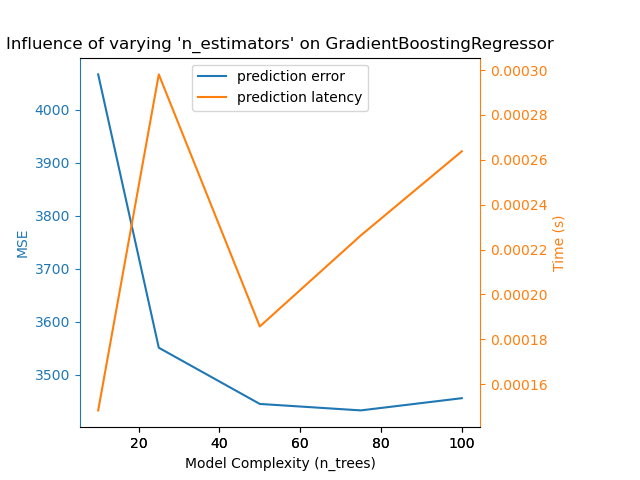 Influence of varying 'n_estimators' on GradientBoostingRegressor
prediction error
prediction latency
4000
3900
3800
3700
3600
3500
MSE
0.00030
0.00028
0.00026
0.00024
0.00022
0.00020
0.00018
0.00016
Time (s)
20 40 60 80 100
Model Complexity (n_trees)